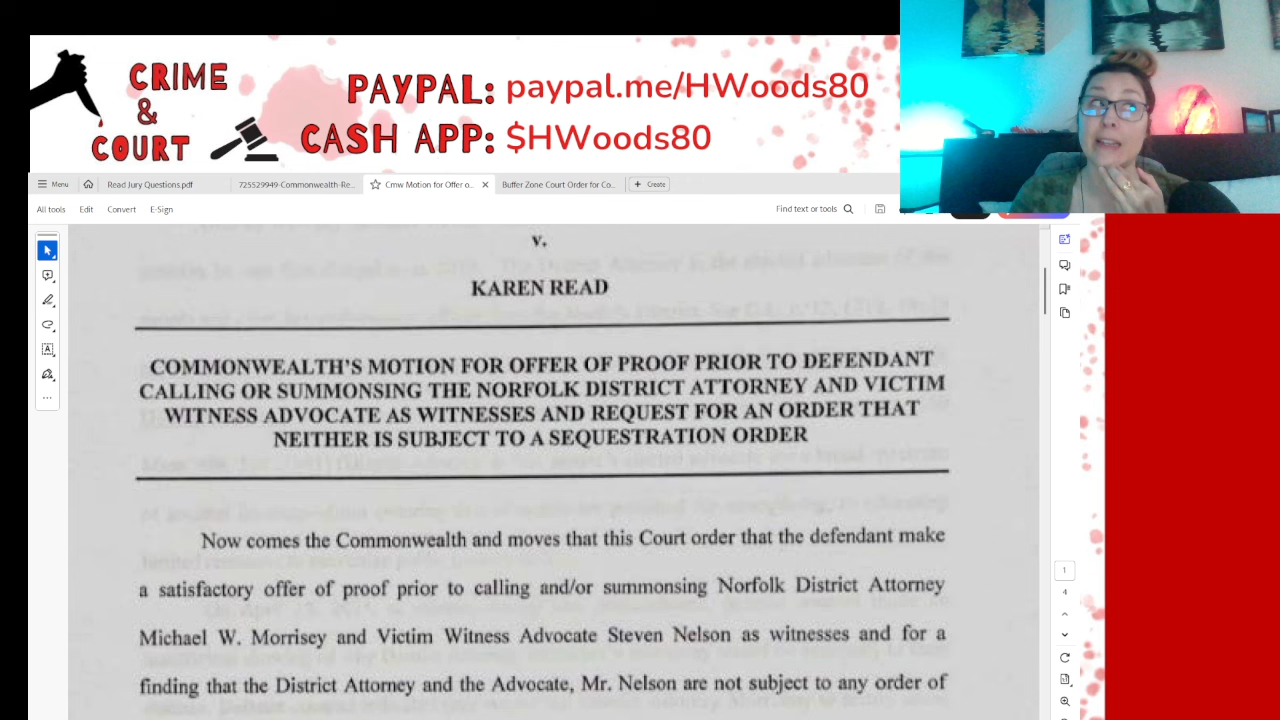 CRIME
&
COURT
PAYPAL: paypal.me/HWoods80
CASH APP: $HWoods80
Menu
Read Jury Questions.pdf
725529949-Commonwealth-Re...
Cmw Motion for Offer o...
Buffer Zone Court Order for Co...
Create
All tools
Edit
Convert
E-Sign
Find text or tools
v.
KAREN READ
COMMONWEALTH'S MOTION FOR OFFER OF PROOF PRIOR TO DEFENDANT
CALLING OR SUMMONSING THE NORFOLK DISTRICT ATTORNEY AND VICTIM
WITNESS ADVOCATE AS WITNESSES AND REQUEST FOR AN ORDER THAT
NEITHER IS SUBJECT TO A SEQUESTRATION ORDER
Now comes the Commonwealth and moves that this Court order that the defendant make
a satisfactory offer of proof prior to calling and/or summonsing Norfolk District Attorney
Michael W. Morrisey and Victim Witness Advocate Steven Nelson as witnesses and for a
finding that the District Attorney and the Advocate, Mr. Nelson are not subject to any order of
1
4